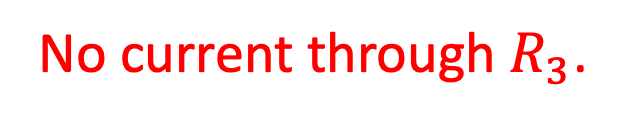 No current through R₃.